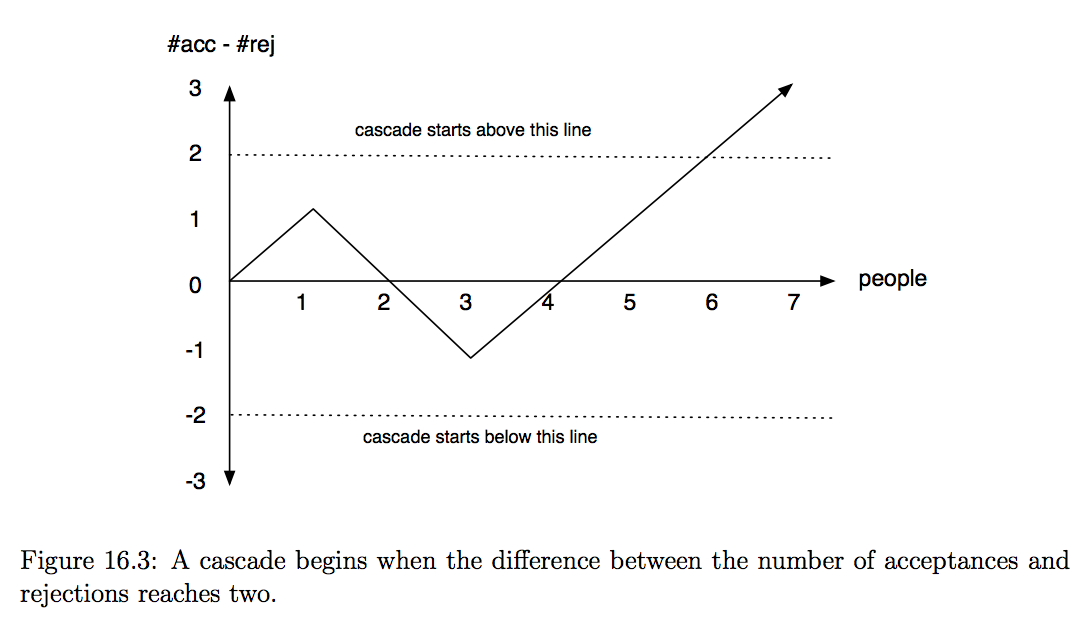 #acc - #rej
3
cascade starts above this line
2
1
0
people
1 2 3 4 5 6 7
-1
-2
cascade starts below this line
-3
Figure 16.3: A cascade begins when the difference between the number of acceptances and
rejections reaches two.